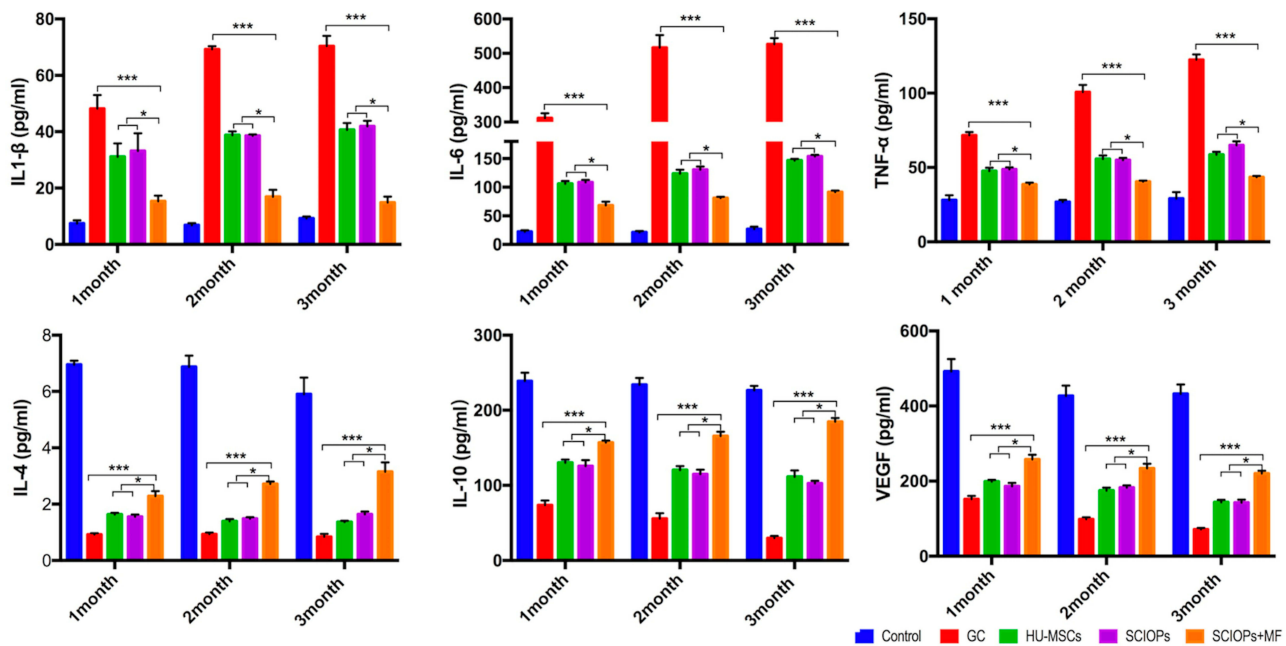 80
60
40
20
0
IL1-β (pg/ml)
***
*
***
*
***
*
1month
2month
3month
600
500
400
300
150
100
50
0
IL-6 (pg/ml)
***
*
***
*
***
*
1month
2month
3month
150
100
50
0
TNF-α (pg/ml)
***
*
***
*
***
*
1 month
2 month
3 month
8
6
4
2
0
IL-4 (pg/ml)
***
*
***
*
***
*
1month
2month
3month
300
200
100
0
IL-10 (pg/ml)
***
*
***
*
***
*
1month
2month
3month
600
400
200
0
VEGF (pg/ml)
***
*
***
*
***
*
1month
2month
3month
Control GC HU-MSCs SCIOPs SCIOPs+MF